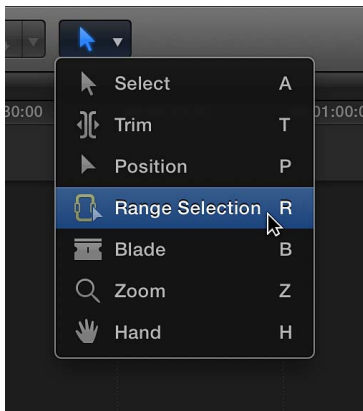 Select A
30:00
Trim T
01:00:0
Position P
Range Selection R
Blade B
Zoom Z
Hand H